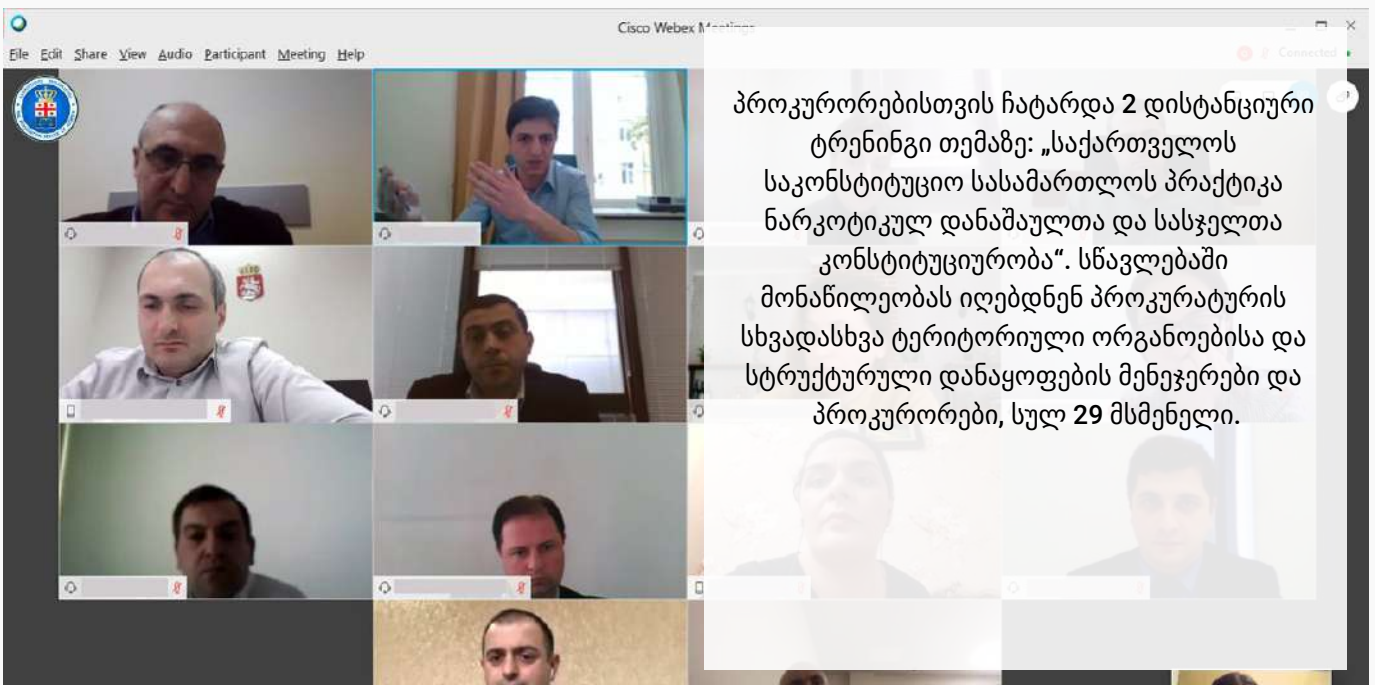 Cisco Webex Meetings
File Edit Share View Audio Participant Meeting Help
Connected
პროკურორებისთვის ჩატარდა 2 დისტანციური
ტრენინგი თემაზე: „საქართველოს
საკონსტიტუციო სასამართლოს პრაქტიკა
ნარკოტიკულ დანაშაულთა და სასჯელთა
კონსტიტუციურობა“. სწავლებაში
მონაწილეობას იღებდნენ პროკურატურის
სხვადასხვა ტერიტორიული ორგანოებისა და
სტრუქტურული დანაყოფების მენეჯერები და
პროკურორები, სულ 29 მსმენელი.